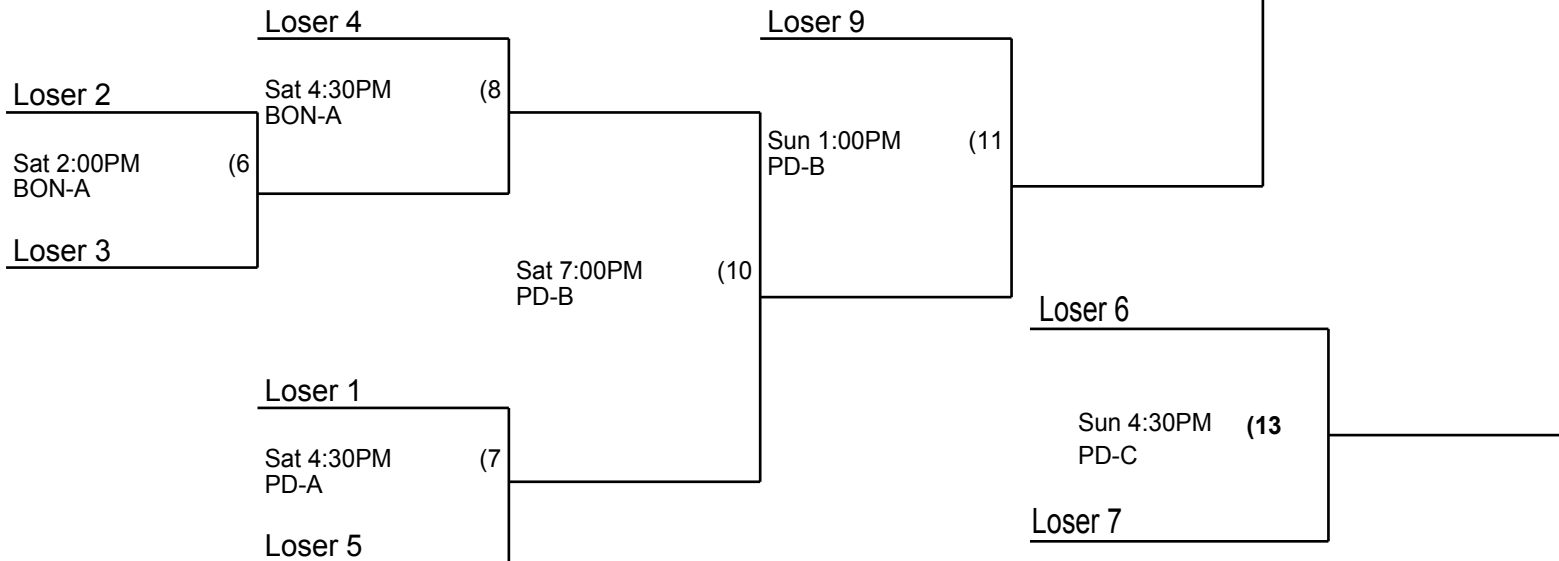 Loser 4
Loser 9
Loser 2
Sat 4:30PM (8
BON-A
Sun 1:00PM (11
PD-B
Sat 2:00PM (6
BON-A
Loser 3
Sat 7:00PM (10
PD-B
Loser 6
Loser 1
Sun 4:30PM (13
PD-C
Sat 4:30PM (7
PD-A
Loser 7
Loser 5